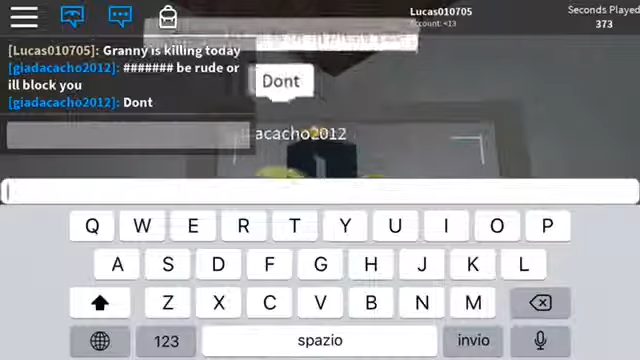 Lucas010705
Account: <13
Seconds Played
373
[Lucas010705]: Granny is killing today
[giadacacho2012]: ####### be rude or
ill block you
[giadacacho2012]: Dont
Dont
acacho2012
Q W E R T Y U I O P
A S D F G H J K L
Z X C V B N M
123 spazio invio